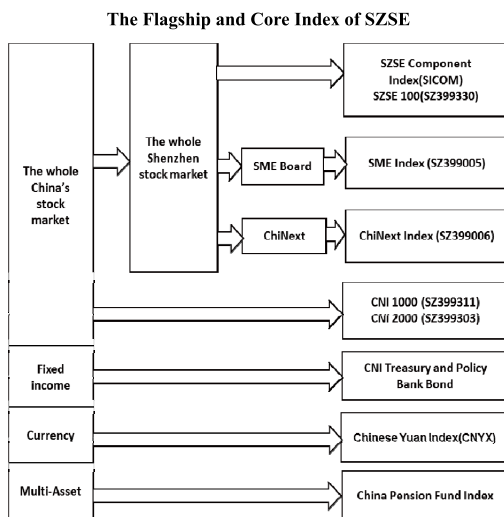 The Flagship and Core Index of SZSE
The whole
China's
stock
market
The whole
Shenzhen
stock market
SZSE Component
Index(SICOM)
SZSE 100(SZ399330)
SME Board
SME Index (SZ399005)
ChiNext
ChiNext Index (SZ399006)
CNI 1000 (SZ399311)
CNI 2000 (SZ399303)
Fixed
income
CNI Treasury and Policy
Bank Bond
Currency
Chinese Yuan Index(CNYX)
Multi-Asset
China Pension Fund Index